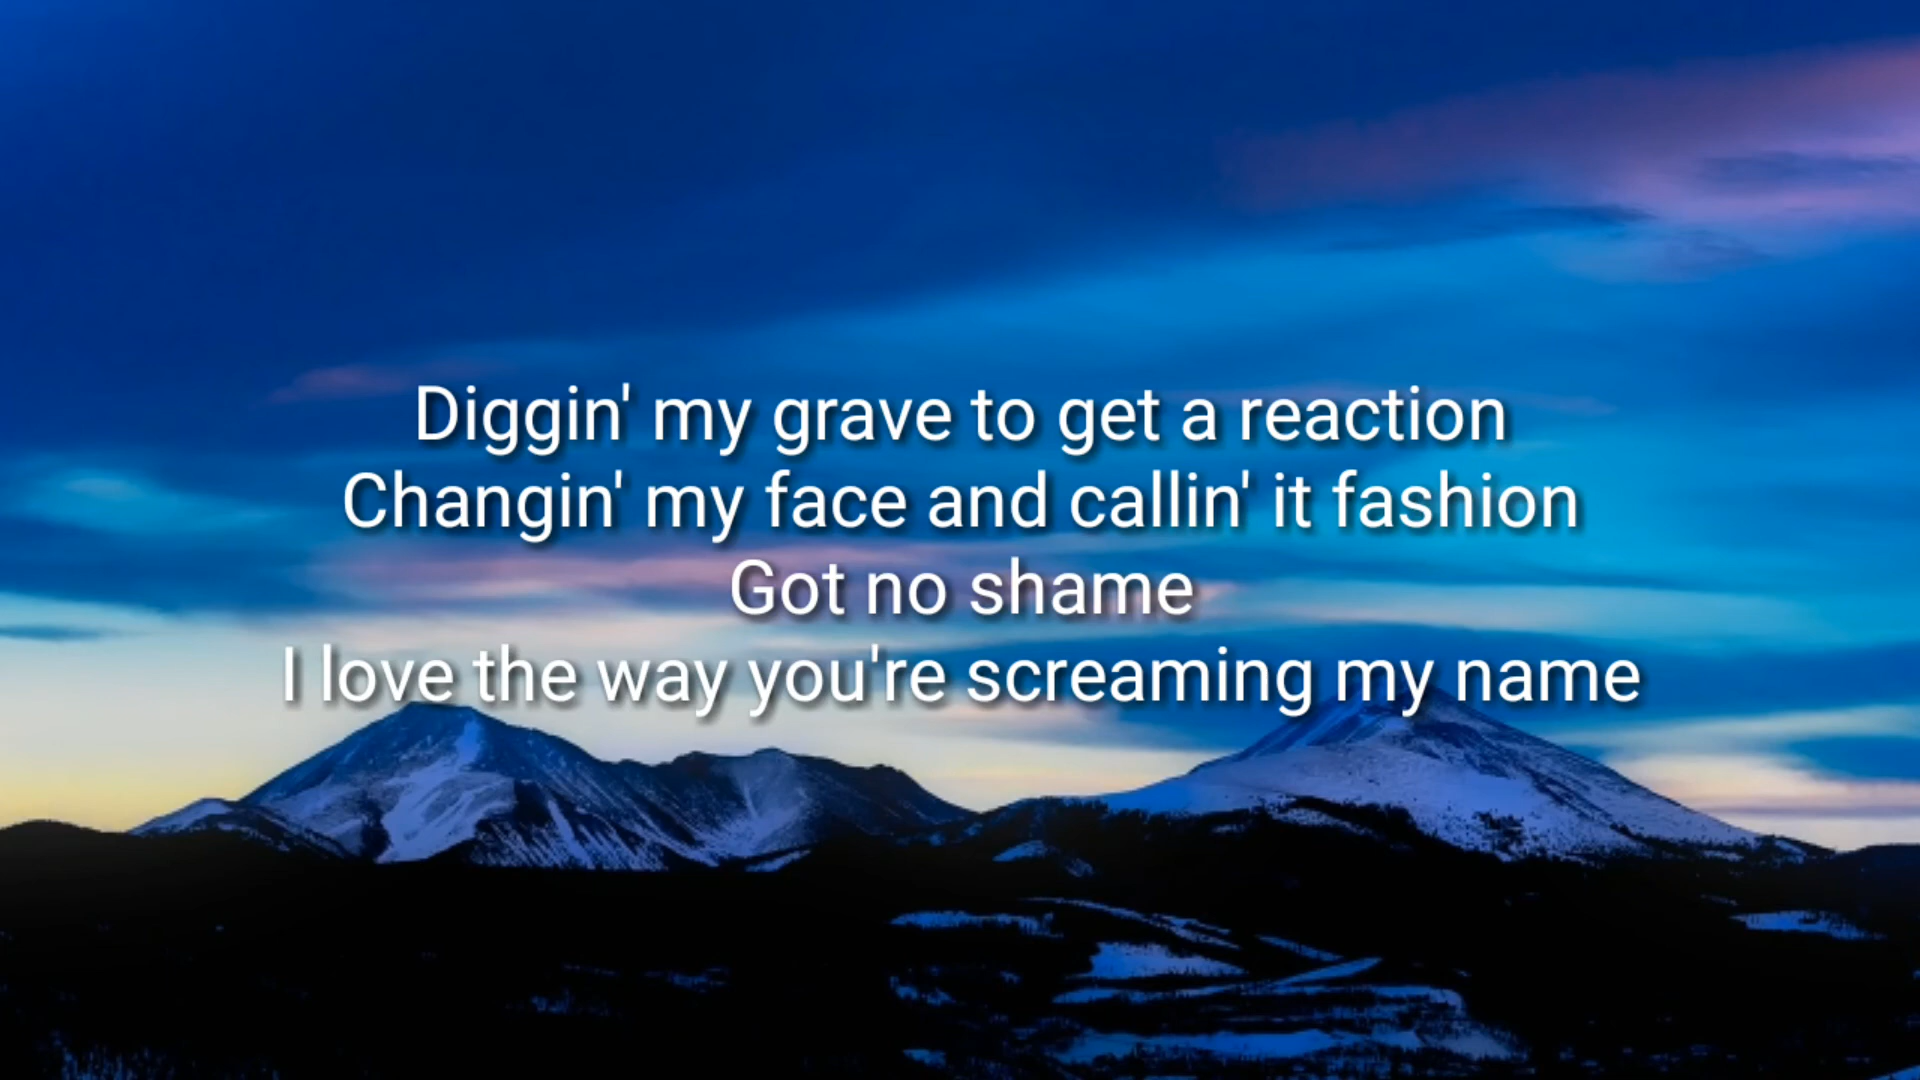 Diggin' my grave to get a reaction
Changin' my face and callin' it fashion
Got no shame
I love the way you're screaming my name